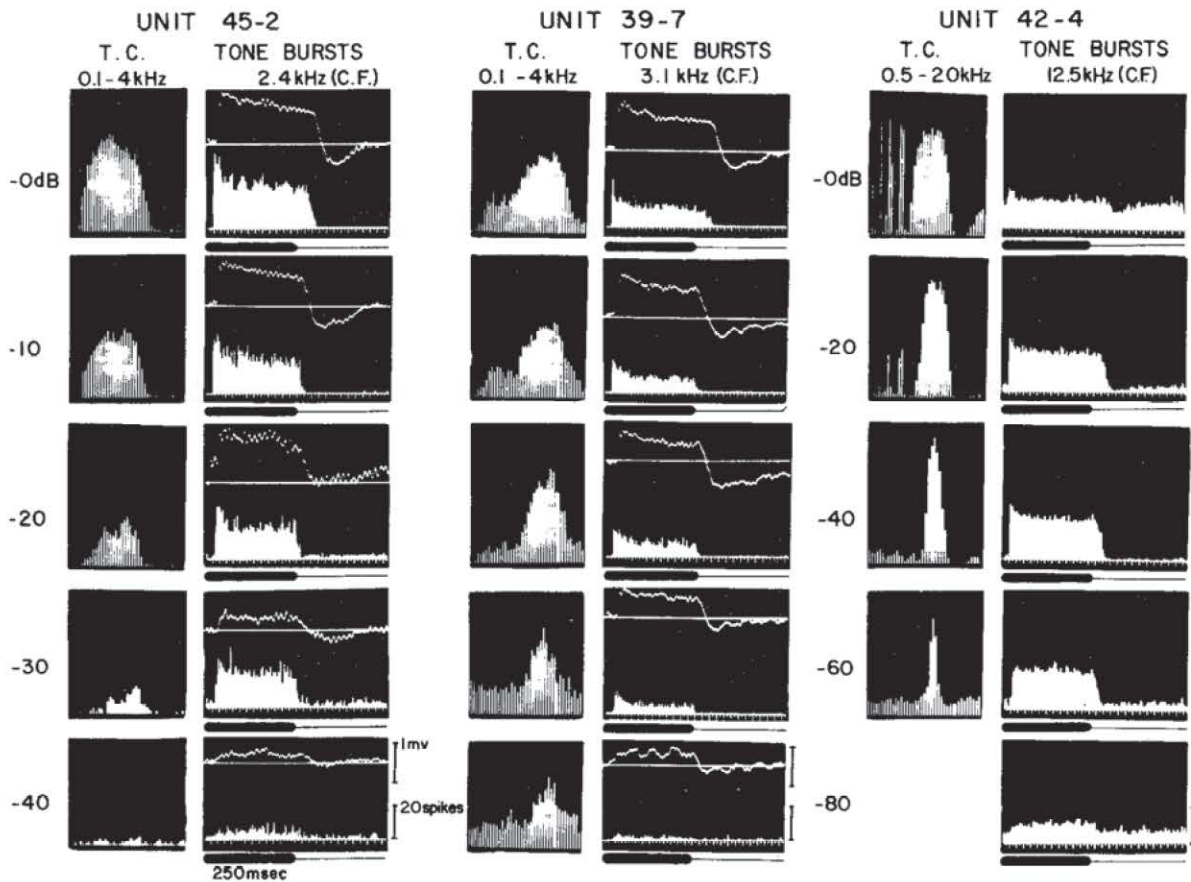 UNIT 45-2 UNIT 39-7 UNIT 42-4
T. C. TONE BURSTS T. C. TONE BURSTS T.C. TONE BURSTS
0.1-4kHz 2.4kHz (C.F.) 0.1 -4kHz 3.1 kHz (C.F.) 0.5-20kHz 12.5kHz (CF)
-0dB -0dB
-10 -20
-20 -40
-30 -60
1mv
-40 20spikes -80
250msec